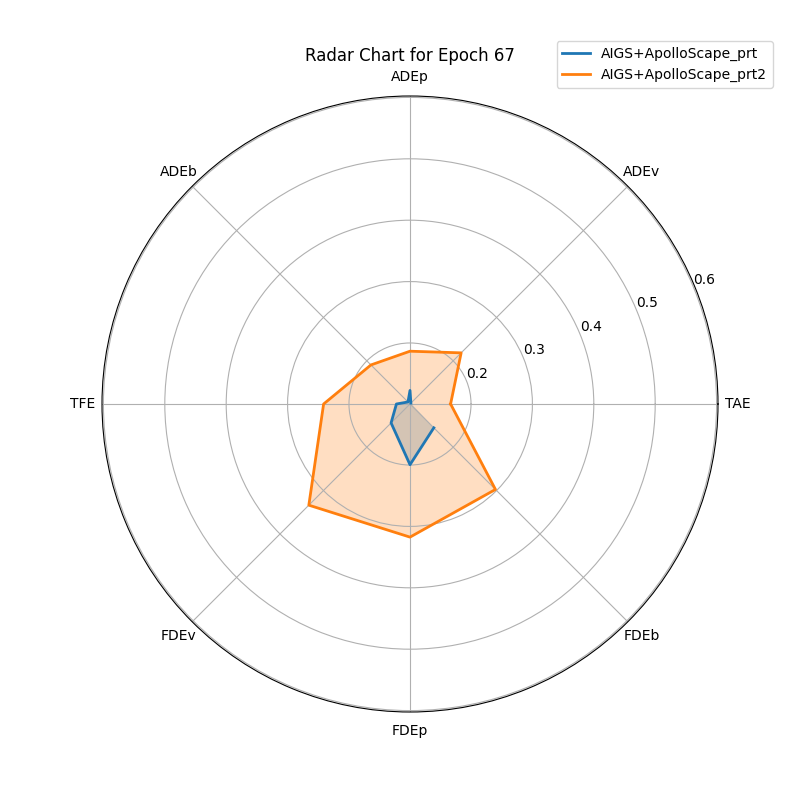 Radar Chart for Epoch 67
AIGS+ApolloScape_prt
AIGS+ApolloScape_prt2
ADEp
ADEb
ADEv
0.6
0.5
0.4
0.3
0.2
TFE
TAE
FDEv
FDEb
FDEp